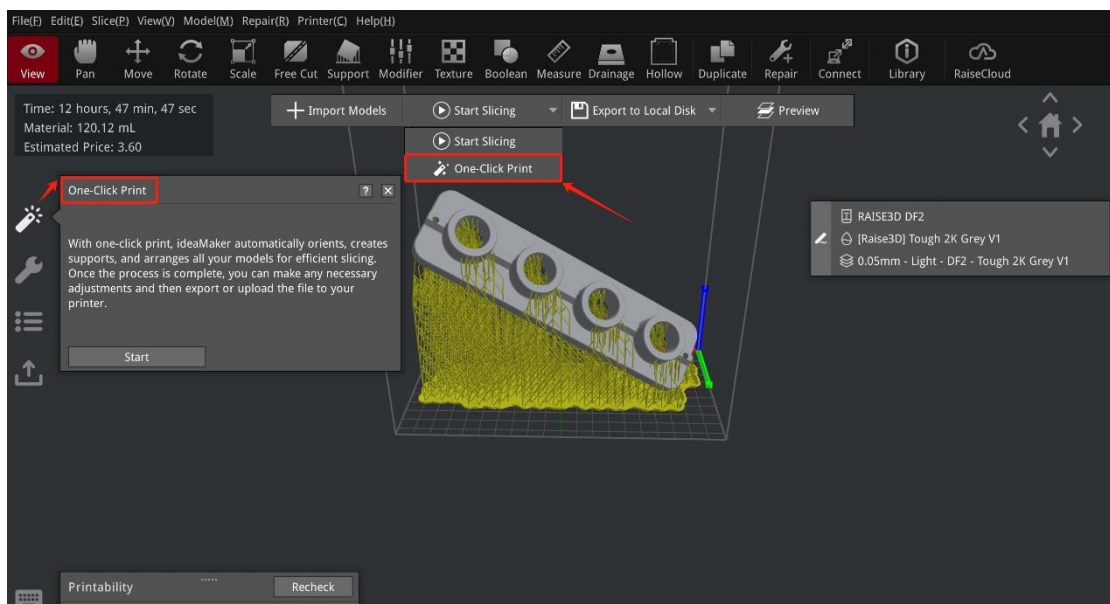 File(F) Edit(E) Slice(P) View(V) Model(M) Repair(R) Printer(C) Help(H)
View Pan Move Rotate Scale Free Cut Support Modifier Texture Boolean Measure Drainage Hollow Duplicate Repair Connect Library RaiseCloud
Time: 12 hours, 47 min, 47 sec
Material: 120.12 mL
Estimated Price: 3.60
Import Models Start Slicing Export to Local Disk Preview
Start Slicing
One-Click Print
One-Click Print ?
With one-click print, ideaMaker automatically orients, creates
supports, and arranges all your models for efficient slicing.
Once the process is complete, you can make any necessary
adjustments and then export or upload the file to your
printer.
Start
RAISE3D DF2
[Raise3D] Tough 2K Grey V1
0.05mm - Light - DF2 - Tough 2K Grey V1
Printability Recheck